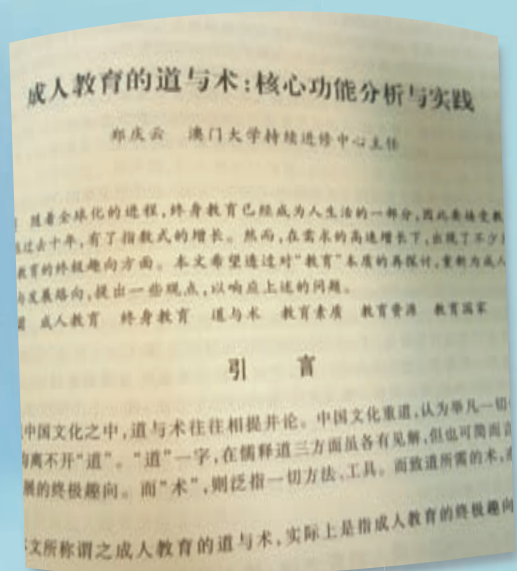 成人教育的道与术:核心功能分析与实践
郑庆云 澳门大学持续进修中心主任
随着全球化的进程,终身教育已经成为人生活的一部分,因此要接受教
过去十年,有了指数式的增长。然而,在需求的高速增长下,出现了不少
教育的终极趣向方面。本文希望透过对“教育”本质的再探讨,重新为成人
发展路向,提出一些观点,以响应上述的问题。
成人教育 终身教育 道与术 教育素质 教育资源 教育国家
引 言
中国文化之中,道与术往往相提并论。中国文化重道,认为举凡一切
离不开“道”。“道”一字,在儒释道三方面虽各有见解,但也可简而言
展的终极趣向。而“术”,则泛指一切方法、工具。而致道所需的术,
文所称谓之成人教育的道与术,实际上是指成人教育的终极趣向